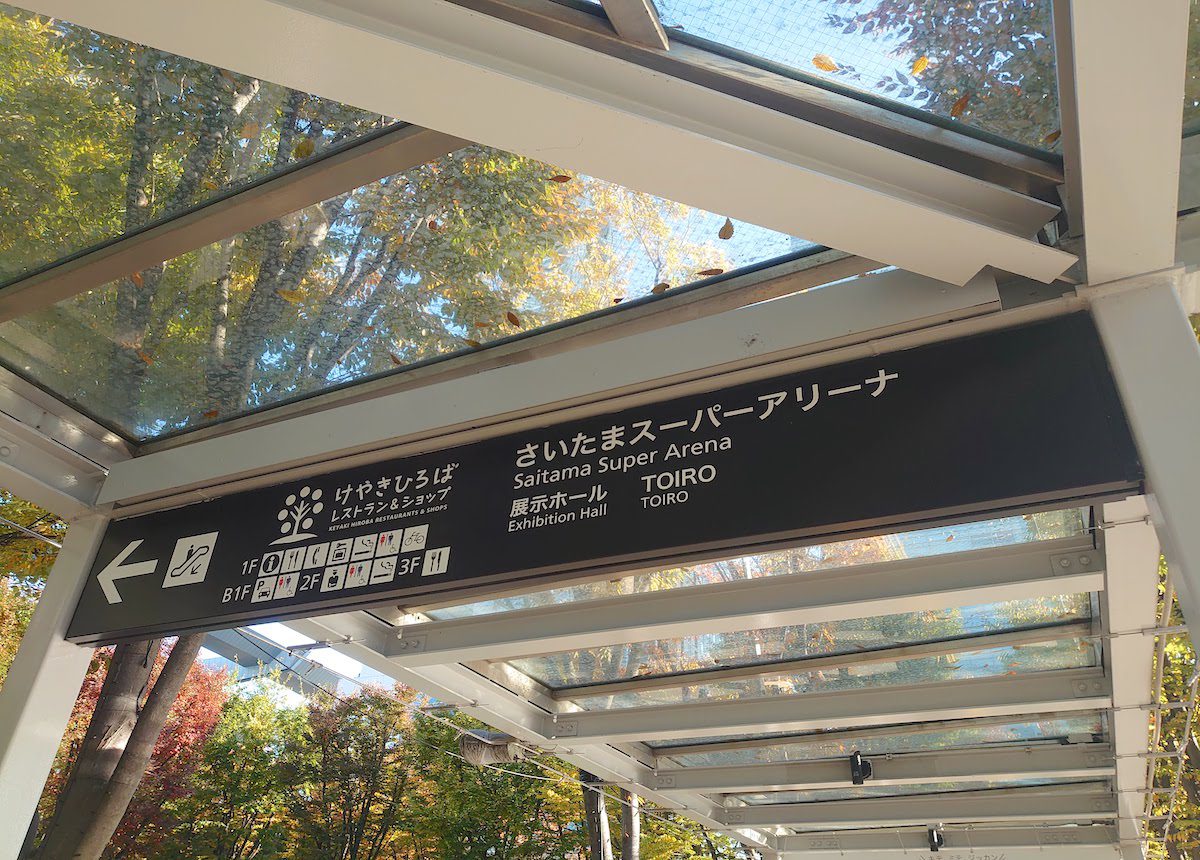 けやきひろば
レストラン&ショップ
KEYAKI HIROBA RESTAURANTS & SHOPS
1F
B1F 2F 3F
さいたまスーパーアリーナ
Saitama Super Arena
展示ホール TOIRO
Exhibition Hall TOIRO